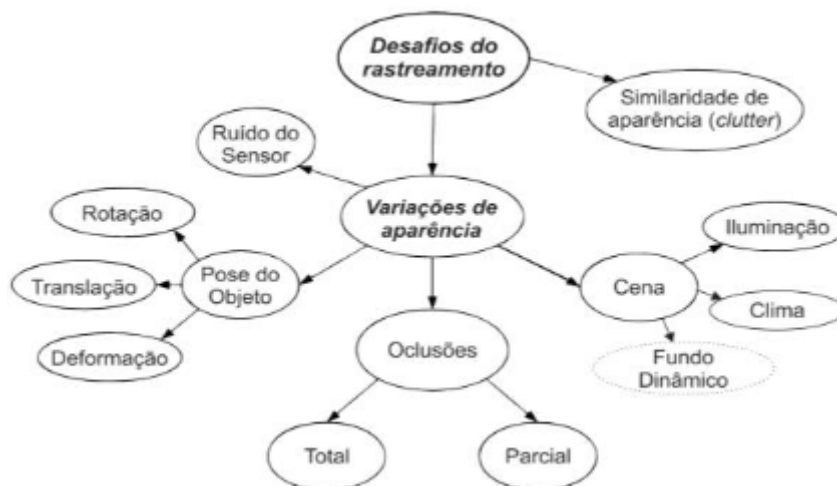 Desafios do
rastreamento
Similaridade de
aparência (clutter)
Ruído do
Sensor
Variações de
aparência
Rotação
Translação
Deformação
Pose do
Objeto
Iluminação
Cena
Clima
Fundo
Dinâmico
Oclusões
Total
Parcial